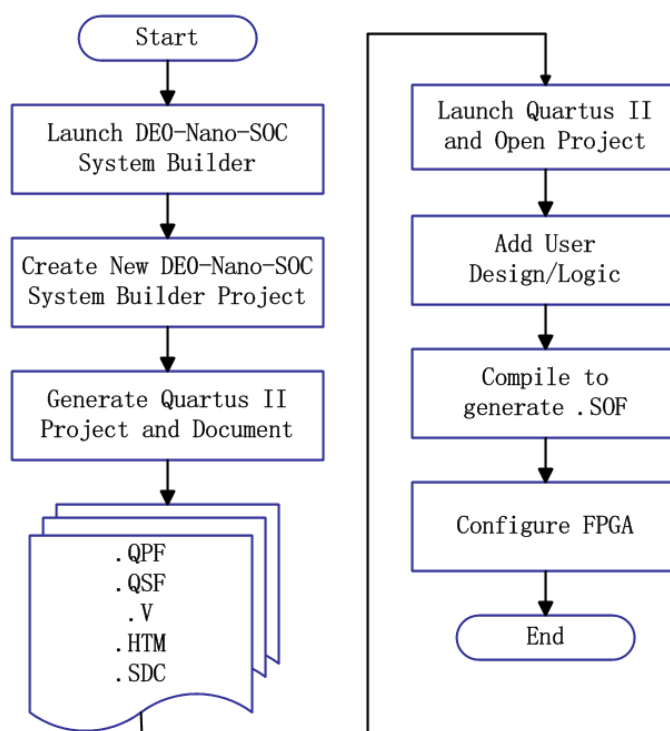 Start
Launch DE0-Nano-SOC
System Builder
Create New DE0-Nano-SOC
System Builder Project
Generate Quartus II
Project and Document
.QPF
.QSF
.V
.HTM
.SDC
Launch Quartus II
and Open Project
Add User
Design/Logic
Compile to
generate .SOF
Configure FPGA
End